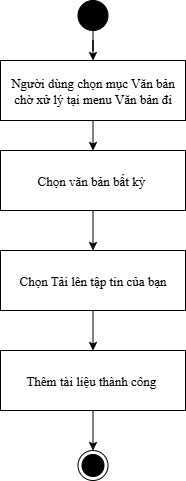 Người dùng chọn mục Văn bản
chờ xử lý tại menu Văn bản đi
Chọn văn bản bất kỳ
Chọn Tải lên tập tin của bạn
Thêm tài liệu thành công